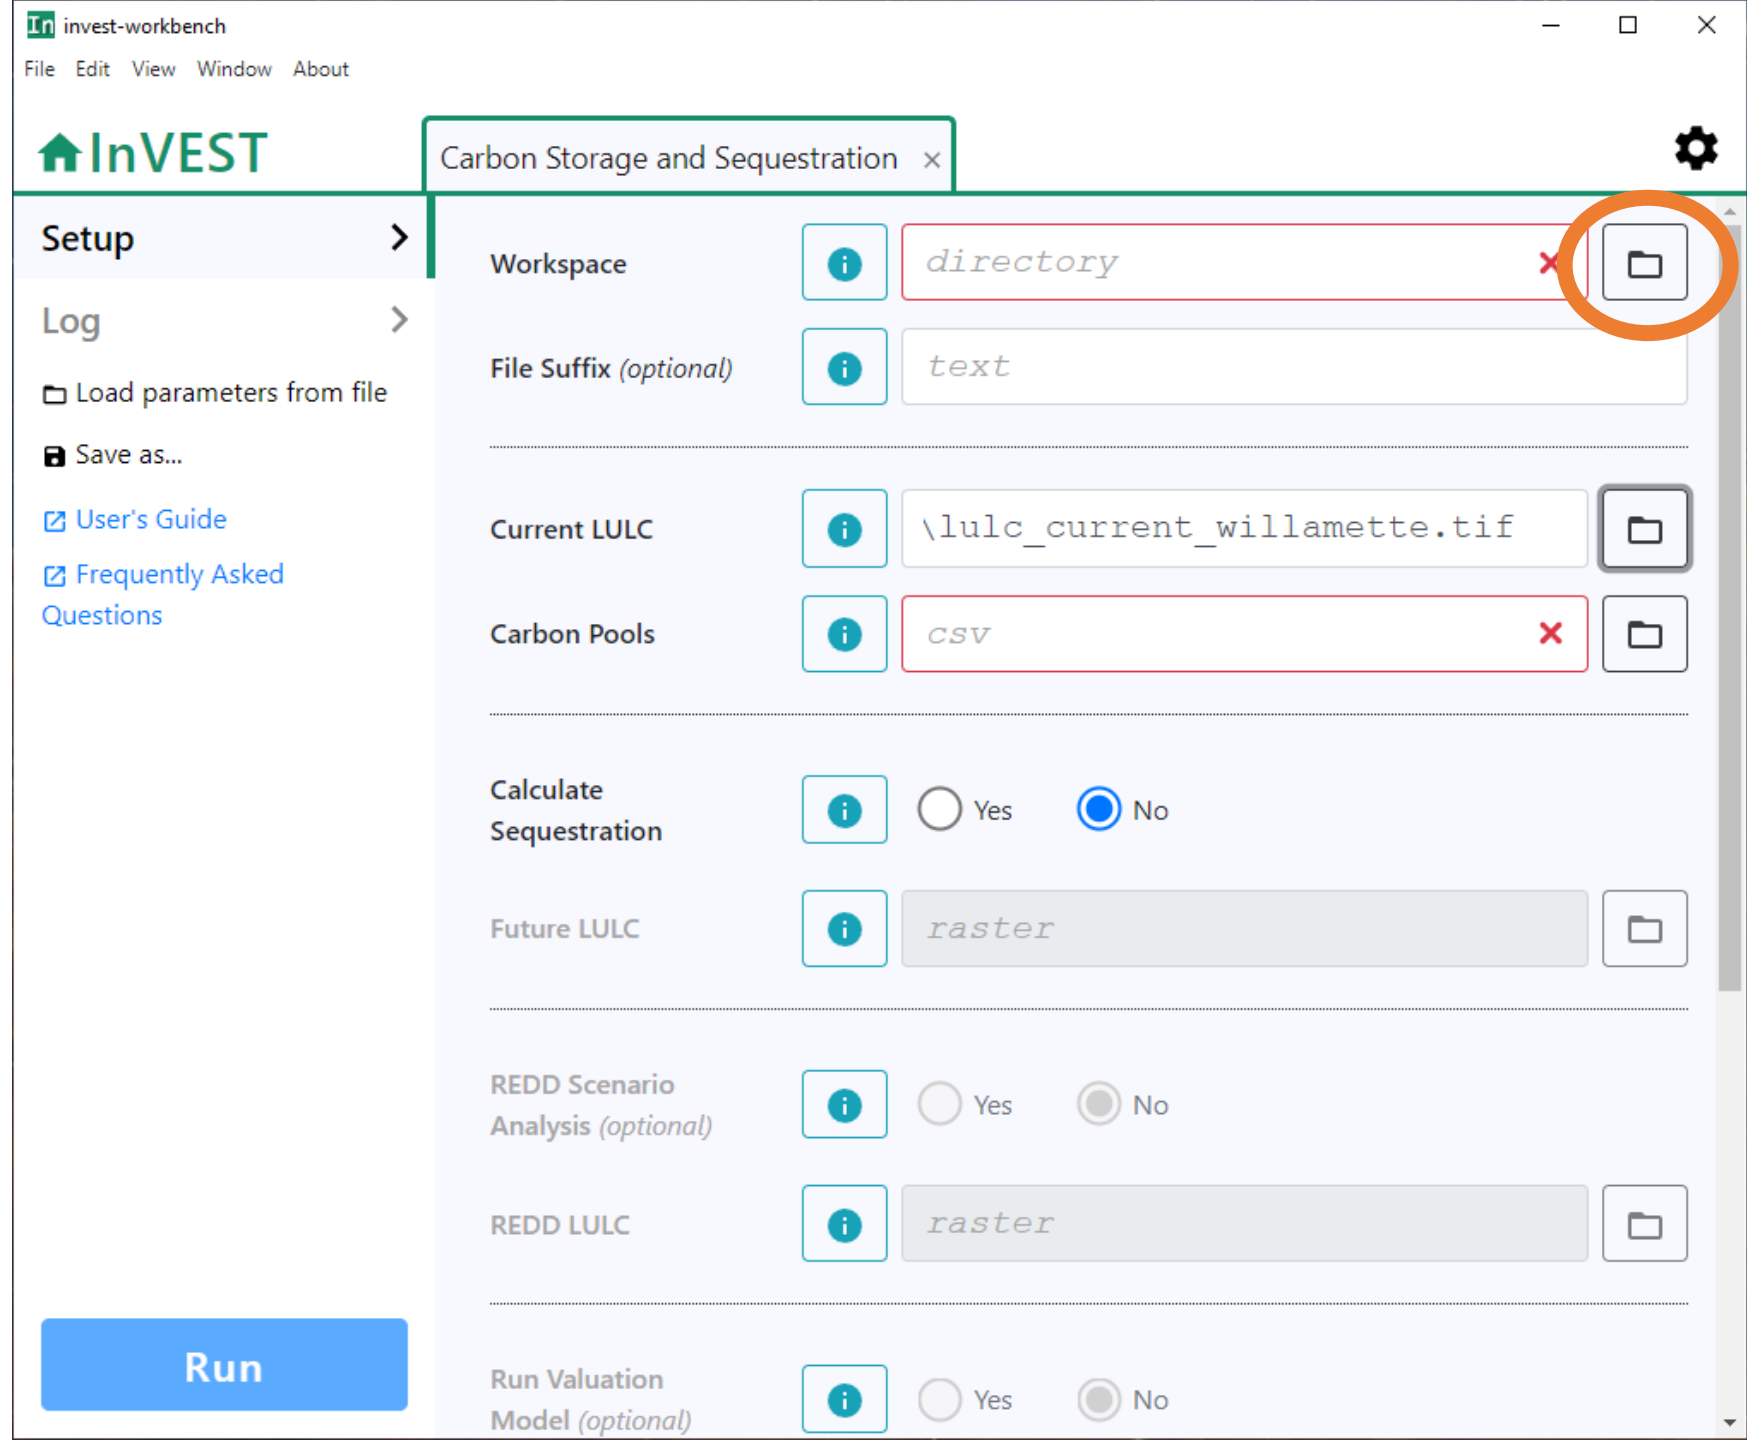 In invest-workbench
File Edit View Window About
InVEST
Carbon Storage and Sequestration ×
Setup
Log
Load parameters from file
Save as...
User's Guide
Frequently Asked
Questions
Run
Workspace
i
directory
File Suffix (optional)
i
text
Current LULC
i
\lulc_current_willamette.tif
Carbon Pools
i
csv
Calculate
Sequestration
i
Yes No
Future LULC
i
raster
REDD Scenario
Analysis (optional)
i
Yes No
REDD LULC
i
raster
Run Valuation
Model (optional)
i
Yes No